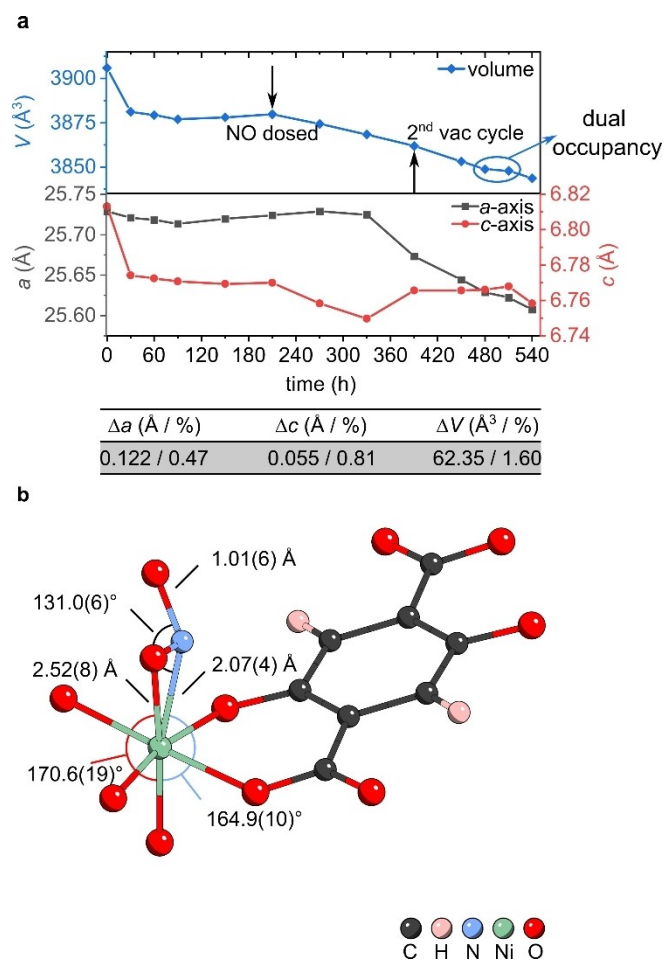 a
3900
3875
3850
V (Å³)
volume
NO dosed
2nd vac cycle
dual
occupancy
25.75
25.70
25.65
25.60
a (Å)
a-axis
c-axis
6.82
6.80
6.78
6.76
6.74
c (Å)
0 60 120 180 240 300 360 420 480 540
time (h)
Δa (Å / %) Δc (Å / %) ΔV (Å³ / %)
0.122 / 0.47 0.055 / 0.81 62.35 / 1.60
b
1.01(6) Å
131.0(6)°
2.52(8) Å 2.07(4) Å
170.6(19)°
164.9(10)°
C H N Ni O